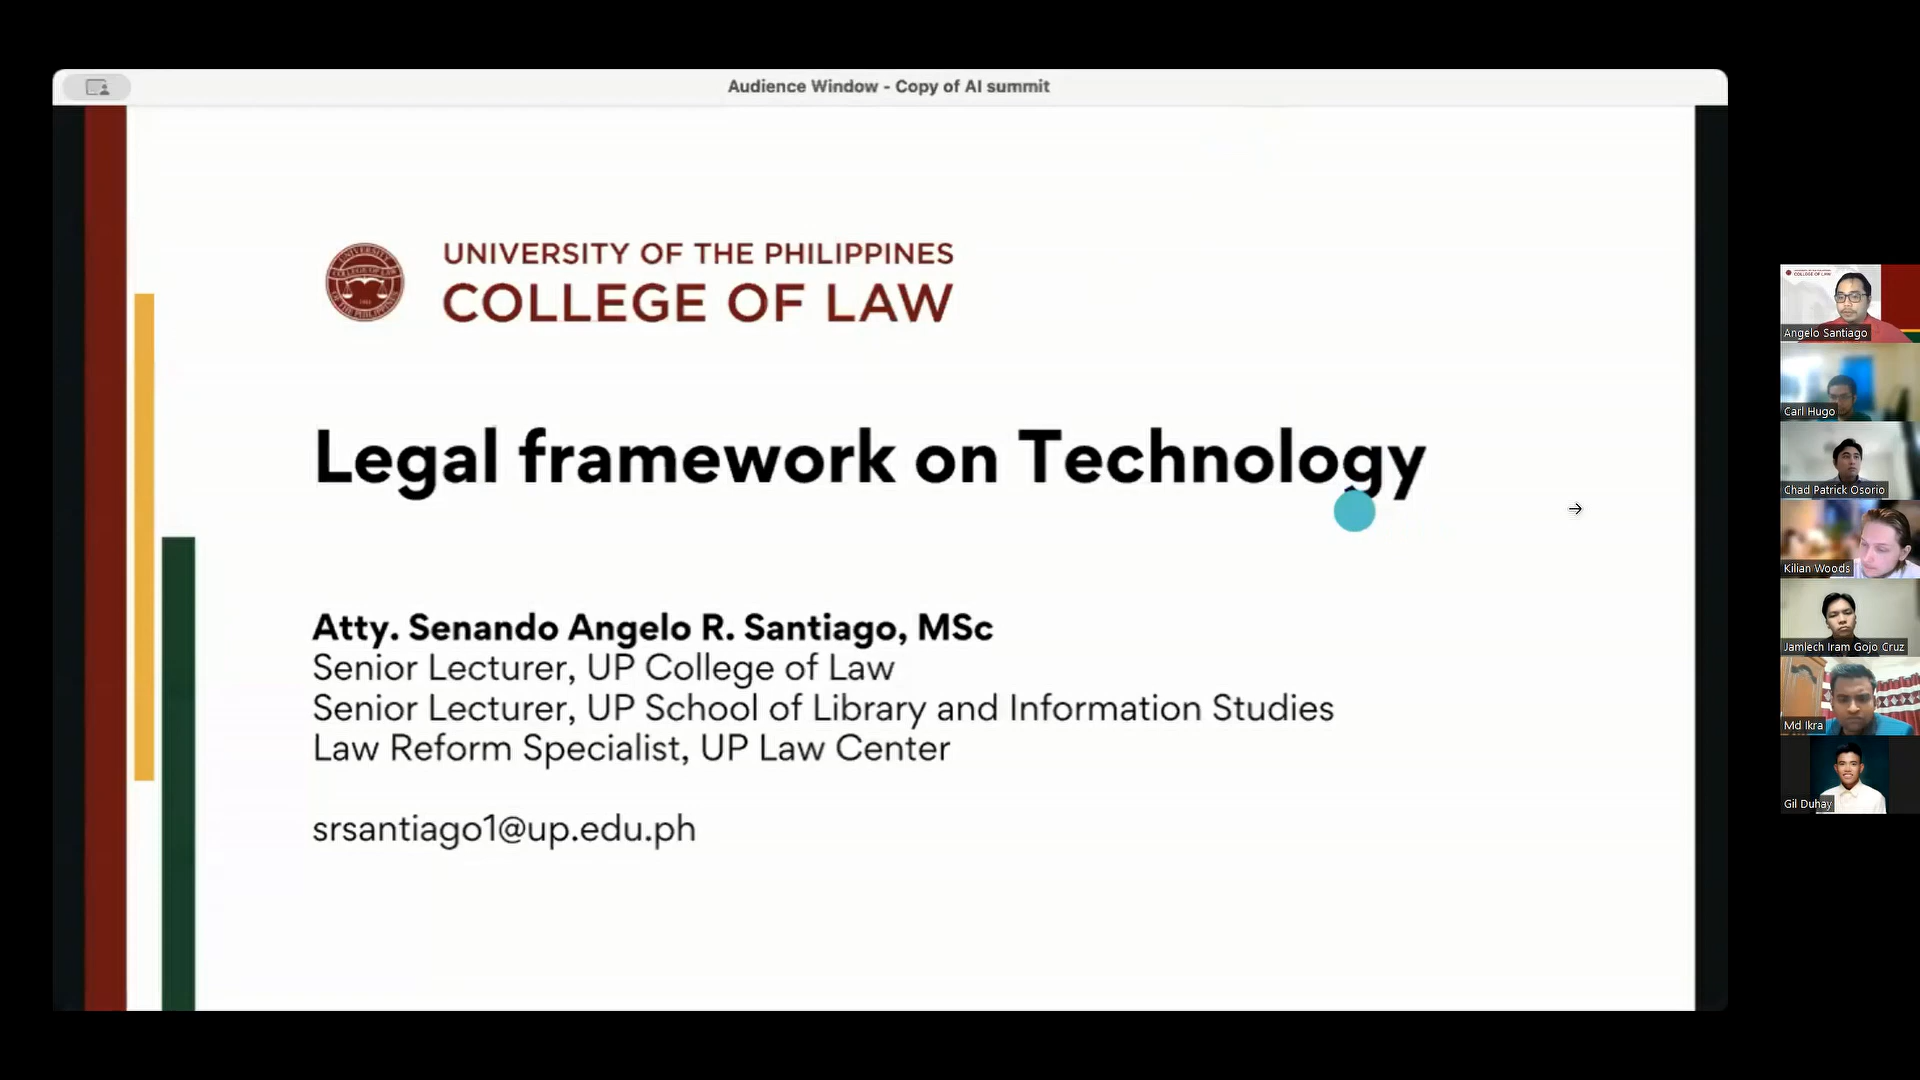 Audience Window - Copy of AI summit
UNIVERSITY OF THE PHILIPPINES
COLLEGE OF LAW
Legal framework on Technology
Atty. Senando Angelo R. Santiago, MSc
Senior Lecturer, UP College of Law
Senior Lecturer, UP School of Library and Information Studies
Law Reform Specialist, UP Law Center
srsantiago1@up.edu.ph
COLLEGE OF LAW
Angelo Santiago
Carl Hugo
Chad Patrick Osorio
Kilian Woods
Jamlech Iram Gojo Cruz
Md Ikra
Gil Duhay